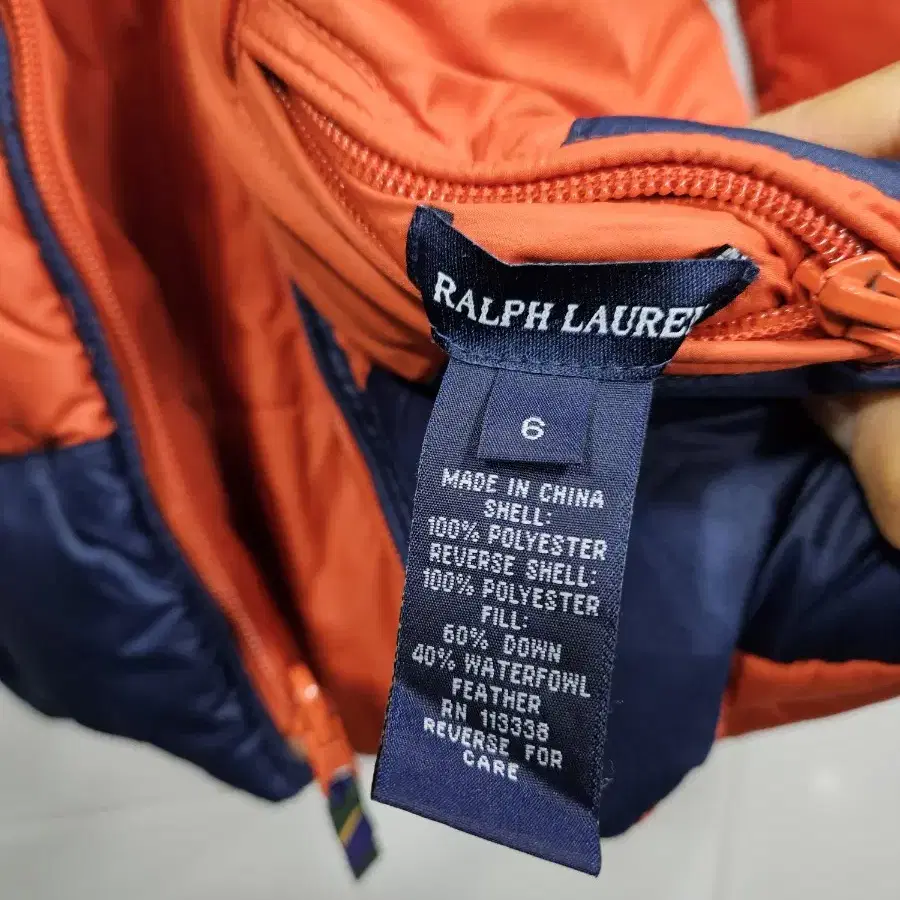 RALPH LAUREN
6
MADE IN CHINA
SHELL:
100% POLYESTER
REVERSE SHELL:
100% POLYESTER
FILL:
60% DOWN
40% WATERFOWL
FEATHER
RN 113338
REVERSE FOR
CARE